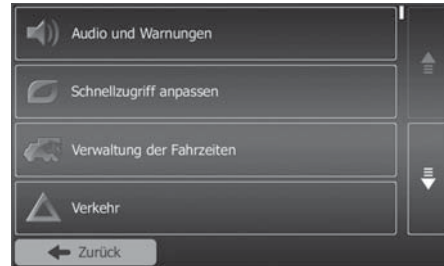 Audio und Warnungen
Schnellzugriff anpassen
Verwaltung der Fahrzeiten
Verkehr
Zurück